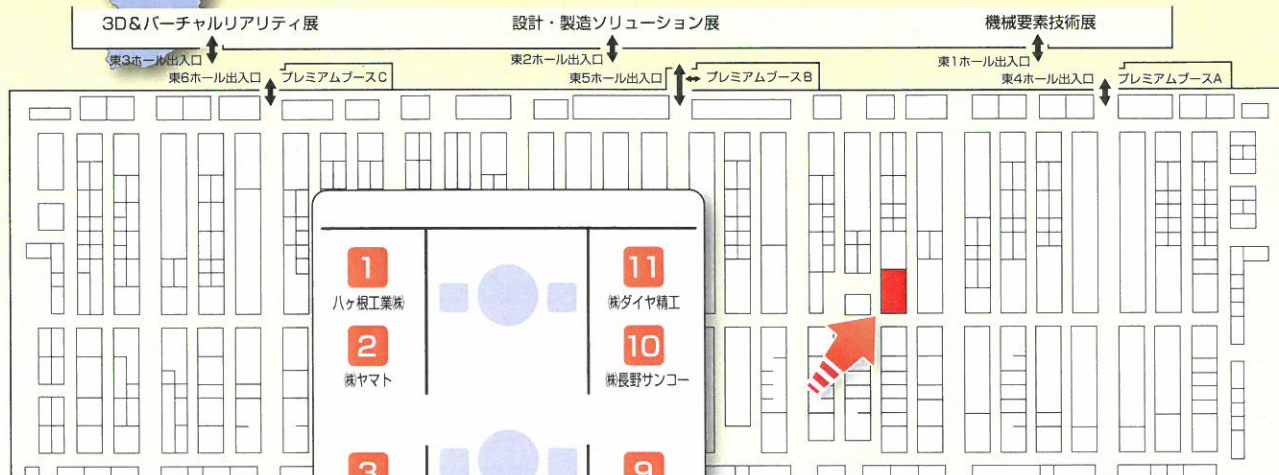 3D&バーチャルリアリティ展
設計・製造ソリューション展
機械要素技術展
東3ホール出入口
東2ホール出入口
東1ホール出入口
東6ホール出入口
プレミアムブースC
東5ホール出入口
プレミアムブースB
東4ホール出入口
プレミアムブースA
1
11
八ヶ根工業㈱
㈱ダイヤ精工
2
10
㈱ヤマト
㈱長野サンコー
3
9